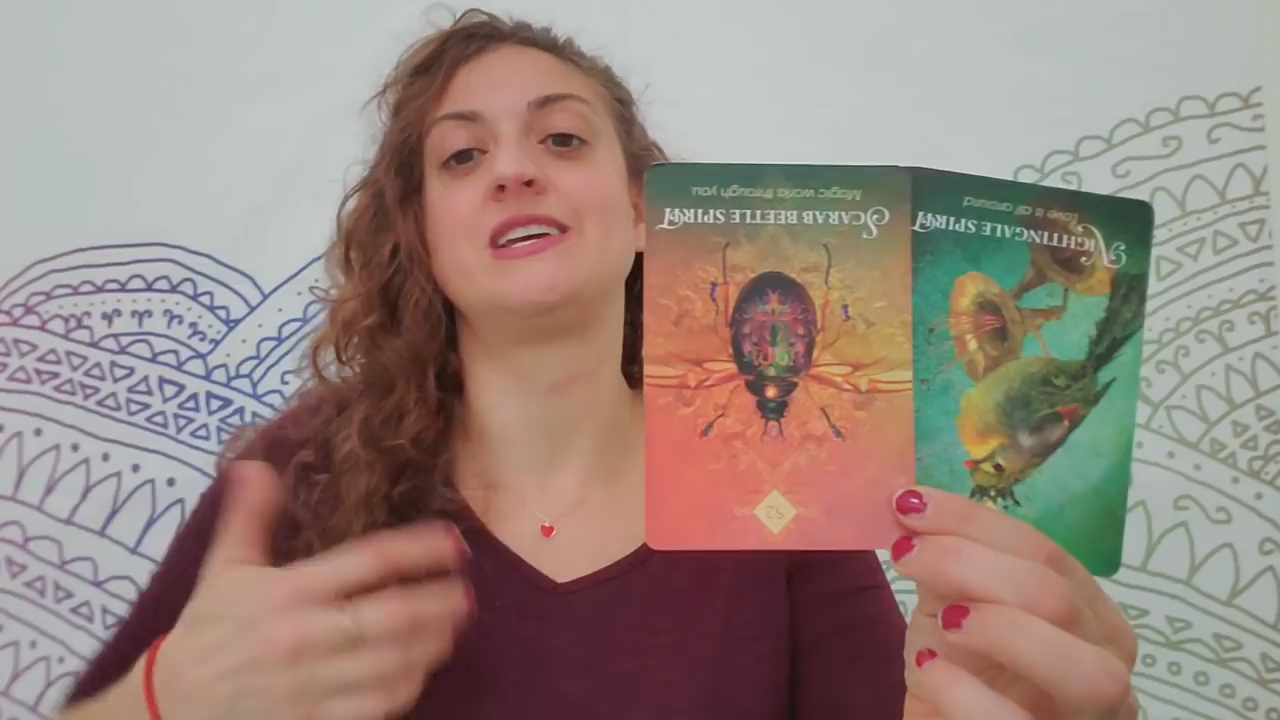 Scarab Beetle Spirit
Magic works through you.
52
Nightingale Spirit
Love is all around